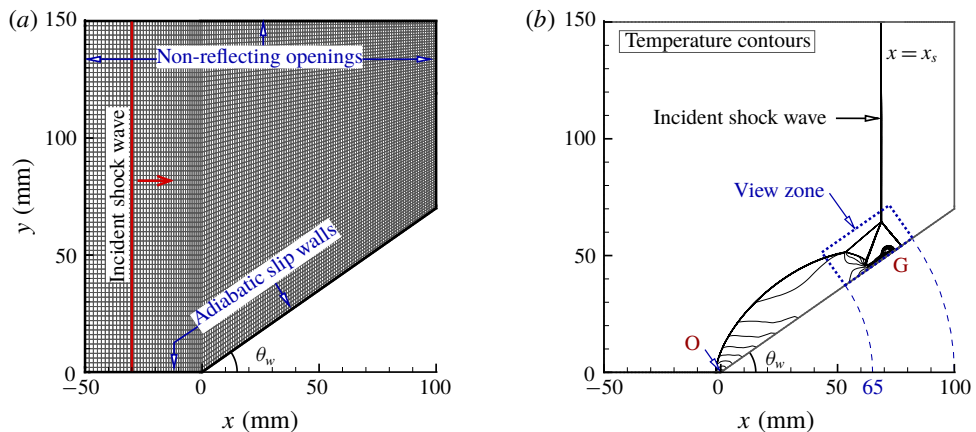 (a)
150
100
50
0
y (mm)
−50
0
50
100
x (mm)
Non-reflecting openings
Incident shock wave
Adiabatic slip walls
θw
(b)
150
100
50
0
−50
0
50
65
100
x (mm)
Temperature contours
x = xs
Incident shock wave
View zone
G
O
θw